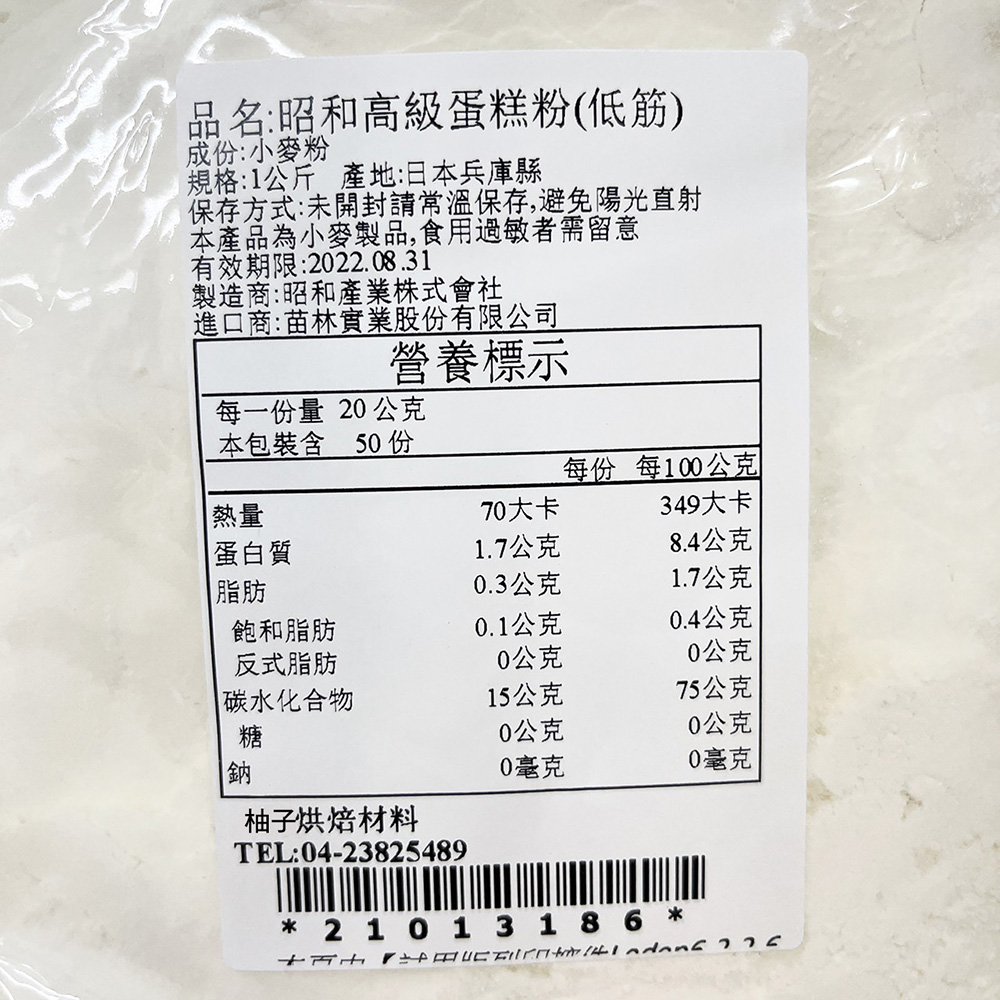 品名:昭和高級蛋糕粉(低筋)
成份:小麥粉
規格:1公斤 產地:日本兵庫縣
保存方式:未開封請常溫保存,避免陽光直射
本產品為小麥製品,食用過敏者需留意
有效期限:2022.08.31
製造商:昭和產業株式會社
進口商:苗林實業股份有限公司
營養標示
每一份量 20公克
本包裝含 50份
每份 每100公克
熱量 70大卡 349大卡
蛋白質 1.7公克 8.4公克
脂肪 0.3公克 1.7公克
飽和脂肪 0.1公克 0.4公克
反式脂肪 0公克 0公克
碳水化合物 15公克 75公克
糖 0公克 0公克
鈉 0毫克 0毫克
柚子烘焙材料
TEL:04-23825489
*21013186*